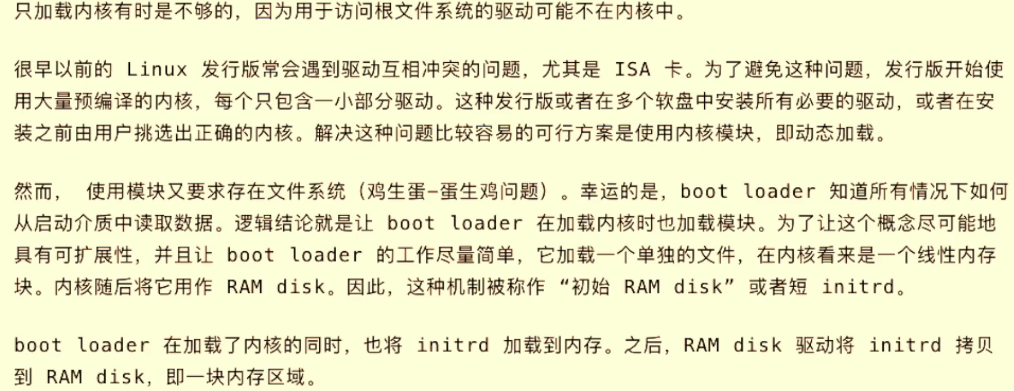 只加载内核有时是不够的，因为用于访问根文件系统的驱动可能不在内核中。
很早以前的 Linux 发行版常会遇到驱动互相冲突的问题，尤其是 ISA 卡。为了避免这种问题，发行版开始使
用大量预编译的内核，每个只包含一小部分驱动。这种发行版或者在多个软盘中安装所有必要的驱动，或者在安
装之前由用户挑选出正确的内核。解决这种问题比较容易的可行方案是使用内核模块，即动态加载。
然而， 使用模块又要求存在文件系统（鸡生蛋-蛋生鸡问题）。幸运的是，boot loader 知道所有情况下如何
从启动介质中读取数据。逻辑结论就是让 boot loader 在加载内核时也加载模块。为了让这个概念尽可能地
具有可扩展性，并且让 boot loader 的工作尽量简单，它加载一个单独的文件，在内核看来是一个线性内存
块。内核随后将它用作 RAM disk。因此，这种机制被称作 “初始 RAM disk” 或者短 initrd。
boot loader 在加载了内核的同时，也将 initrd 加载到内存。之后，RAM disk 驱动将 initrd 拷贝
到 RAM disk，即一块内存区域。